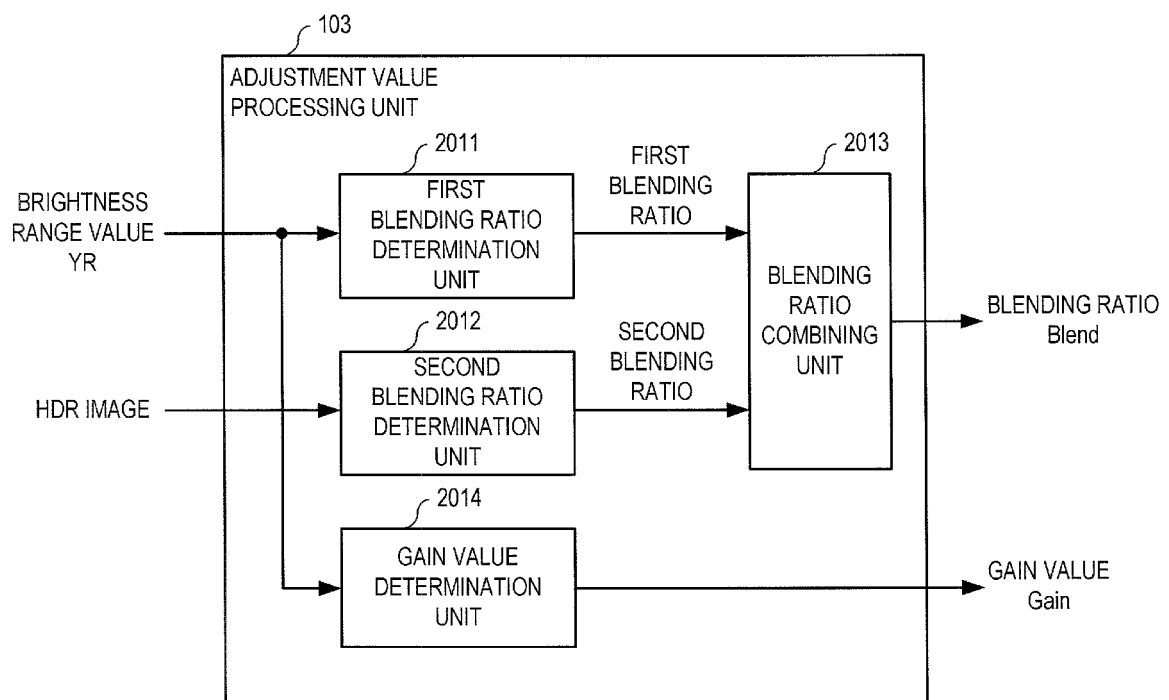 103
ADJUSTMENT VALUE
PROCESSING UNIT
2011
FIRST
BLENDING RATIO
DETERMINATION
UNIT
FIRST
BLENDING
RATIO
2013
BLENDING
RATIO
COMBINING
UNIT
BRIGHTNESS
RANGE VALUE
YR
2012
SECOND
BLENDING RATIO
DETERMINATION
UNIT
SECOND
BLENDING
RATIO
BLENDING RATIO
Blend
HDR IMAGE
2014
GAIN VALUE
DETERMINATION
UNIT
GAIN VALUE
Gain